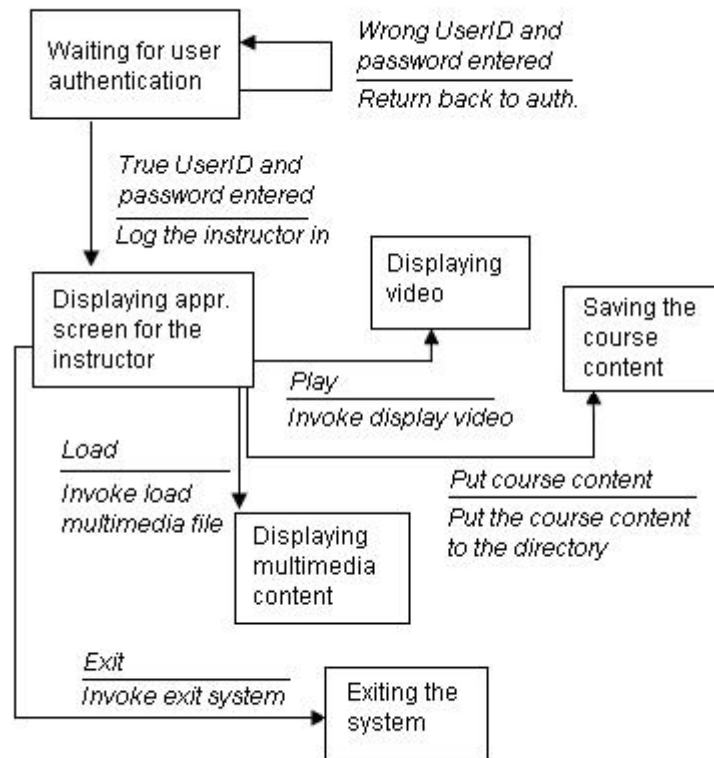 Waiting for user
authentication
Wrong UserID and
password entered
Return back to auth.
True UserID and
password entered
Log the instructor in
Displaying appr.
screen for the
instructor
Displaying
video
Saving the
course
content
Play
Invoke display video
Load
Invoke load
multimedia file
Put course content
Put the course content
to the directory
Displaying
multimedia
content
Exit
Invoke exit system
Exiting the
system